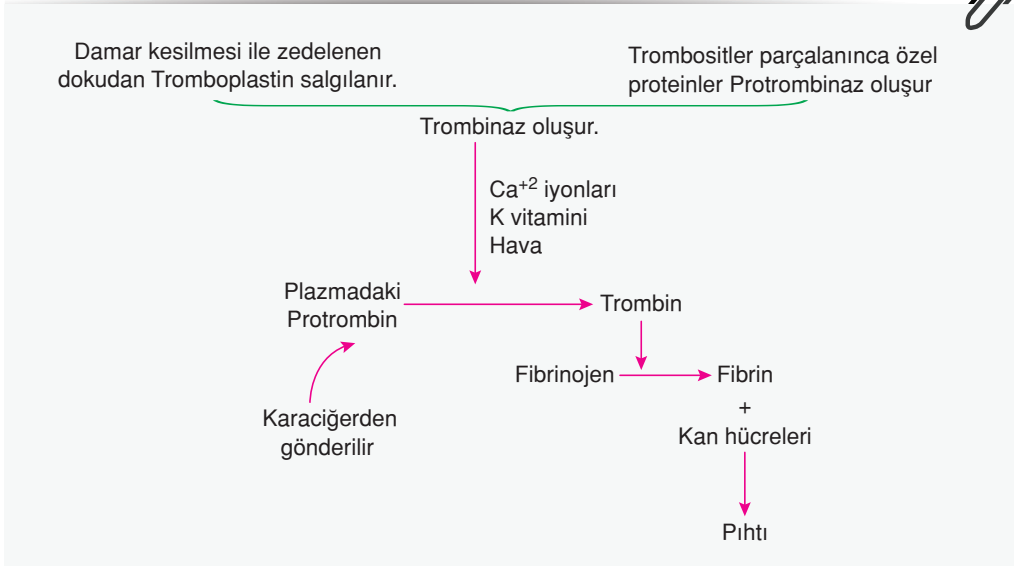 Damar kesilmesi ile zedelenen
dokudan Tromboplastin salgılanır.
Trombositler parçalanınca özel
proteinler Protrombinaz oluşur
Trombinaz oluşur.
Ca+2 iyonları
K vitamini
Hava
Plazmadaki
Protrombin
Trombin
Fibrinojen
Fibrin
+
Kan hücreleri
Karaciğerden
gönderilir
Pıhtı